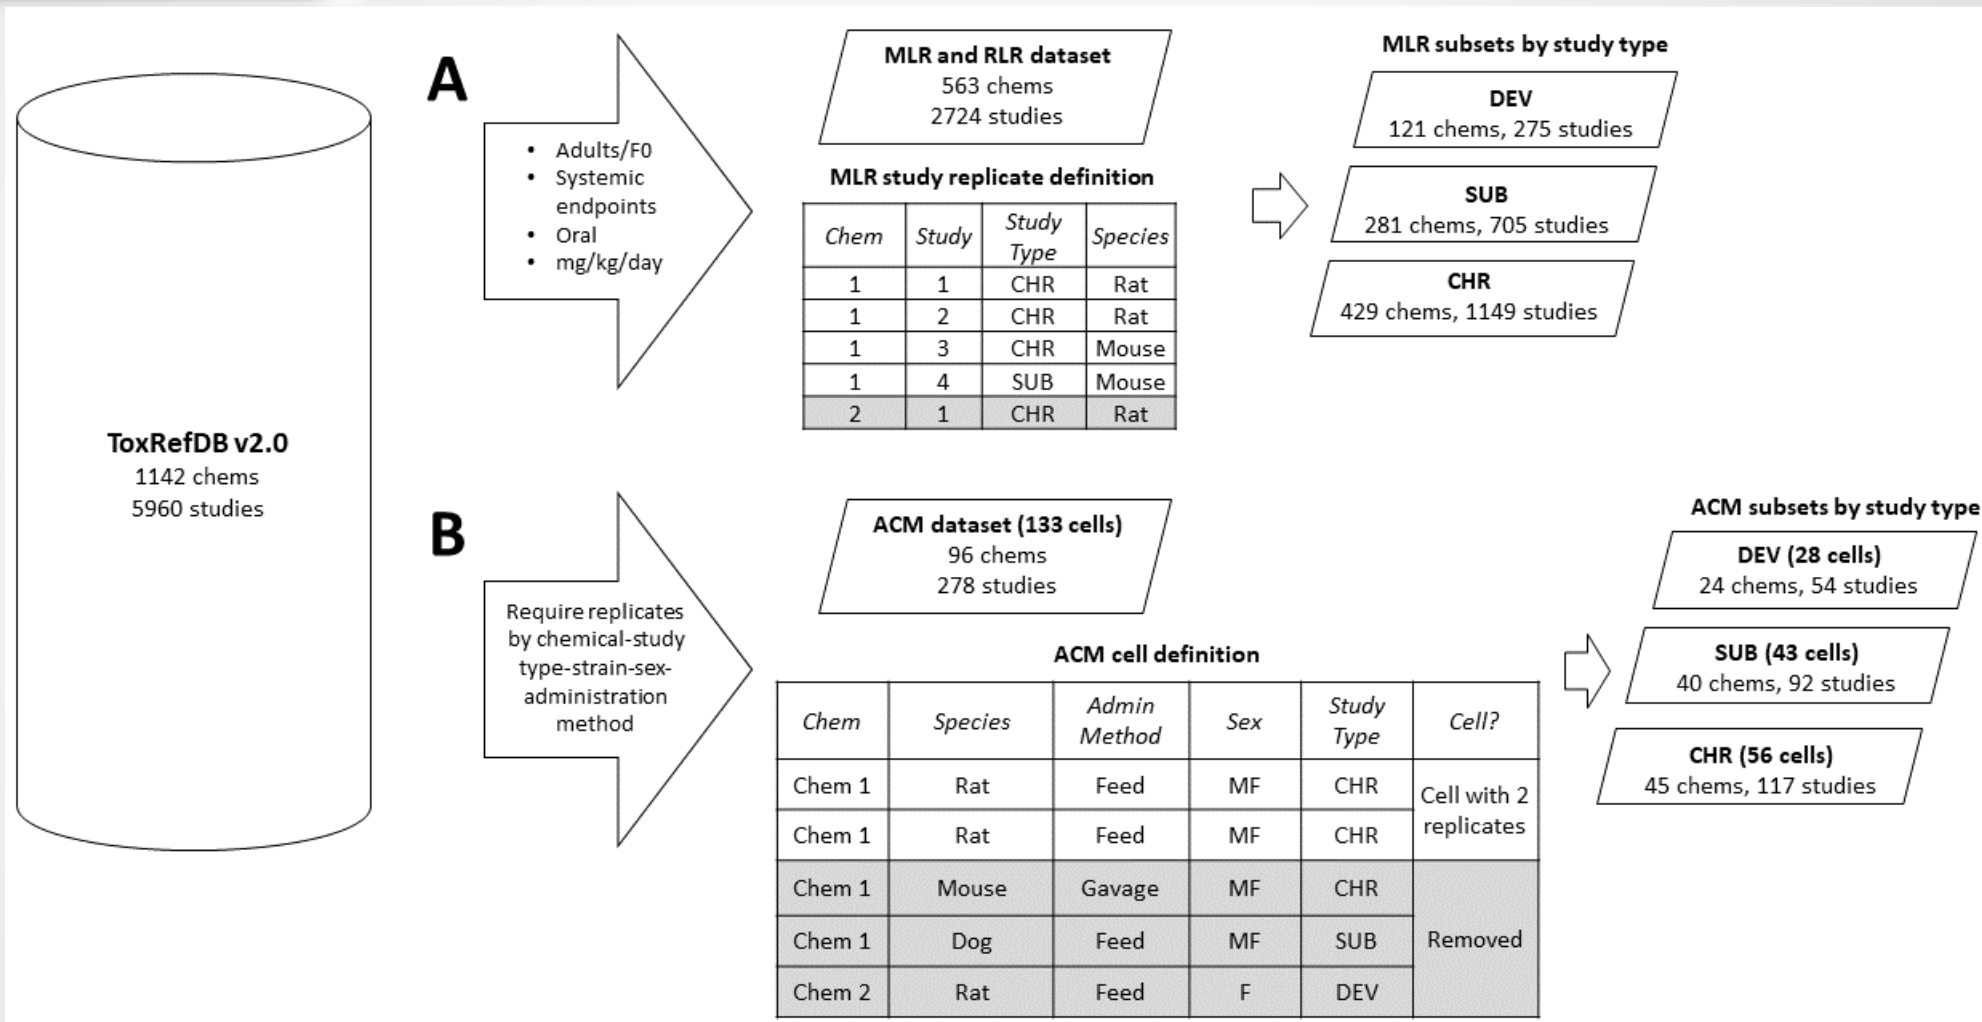 ToxRefDB v2.0
1142 chems
5960 studies
A
• Adults/F0
• Systemic
endpoints
• Oral
• mg/kg/day
MLR and RLR dataset
563 chems
2724 studies
MLR study replicate definition
Chem Study Study Type Species
1 1 CHR Rat
1 2 CHR Rat
1 3 CHR Mouse
1 4 SUB Mouse
2 1 CHR Rat
MLR subsets by study type
DEV
121 chems, 275 studies
SUB
281 chems, 705 studies
CHR
429 chems, 1149 studies
B
Require replicates
by chemical-study
type-strain-sex-
administration
method
ACM dataset (133 cells)
96 chems
278 studies
ACM cell definition
Chem Species Admin Method Sex Study Type Cell?
Chem 1 Rat Feed MF CHR
Chem 1 Rat Feed MF CHR
Cell with 2
replicates
Chem 1 Mouse Gavage MF CHR
Chem 1 Dog Feed MF SUB
Removed
Chem 2 Rat Feed F DEV
ACM subsets by study type
DEV (28 cells)
24 chems, 54 studies
SUB (43 cells)
40 chems, 92 studies
CHR (56 cells)
45 chems, 117 studies